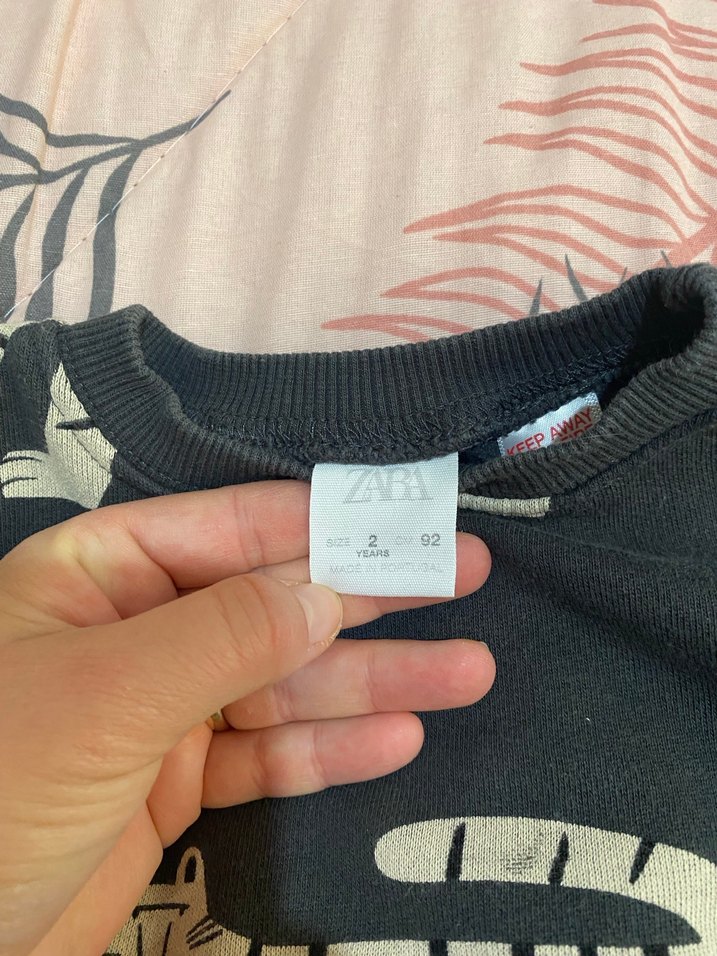 ZARA
SIZE 2 CM 92
YEARS
MADE IN PORTUGAL
KEEP AWAY